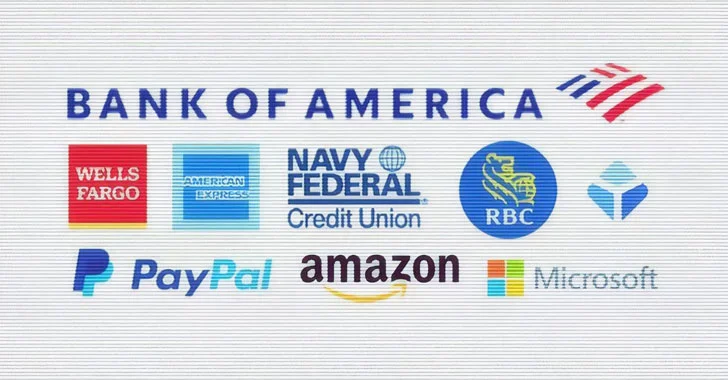 BANK OF AMERICA
WELLS
FARGO
AMERICAN
EXPRESS
NAVY
FEDERAL
Credit Union
RBC
PayPal
amazon
Microsoft